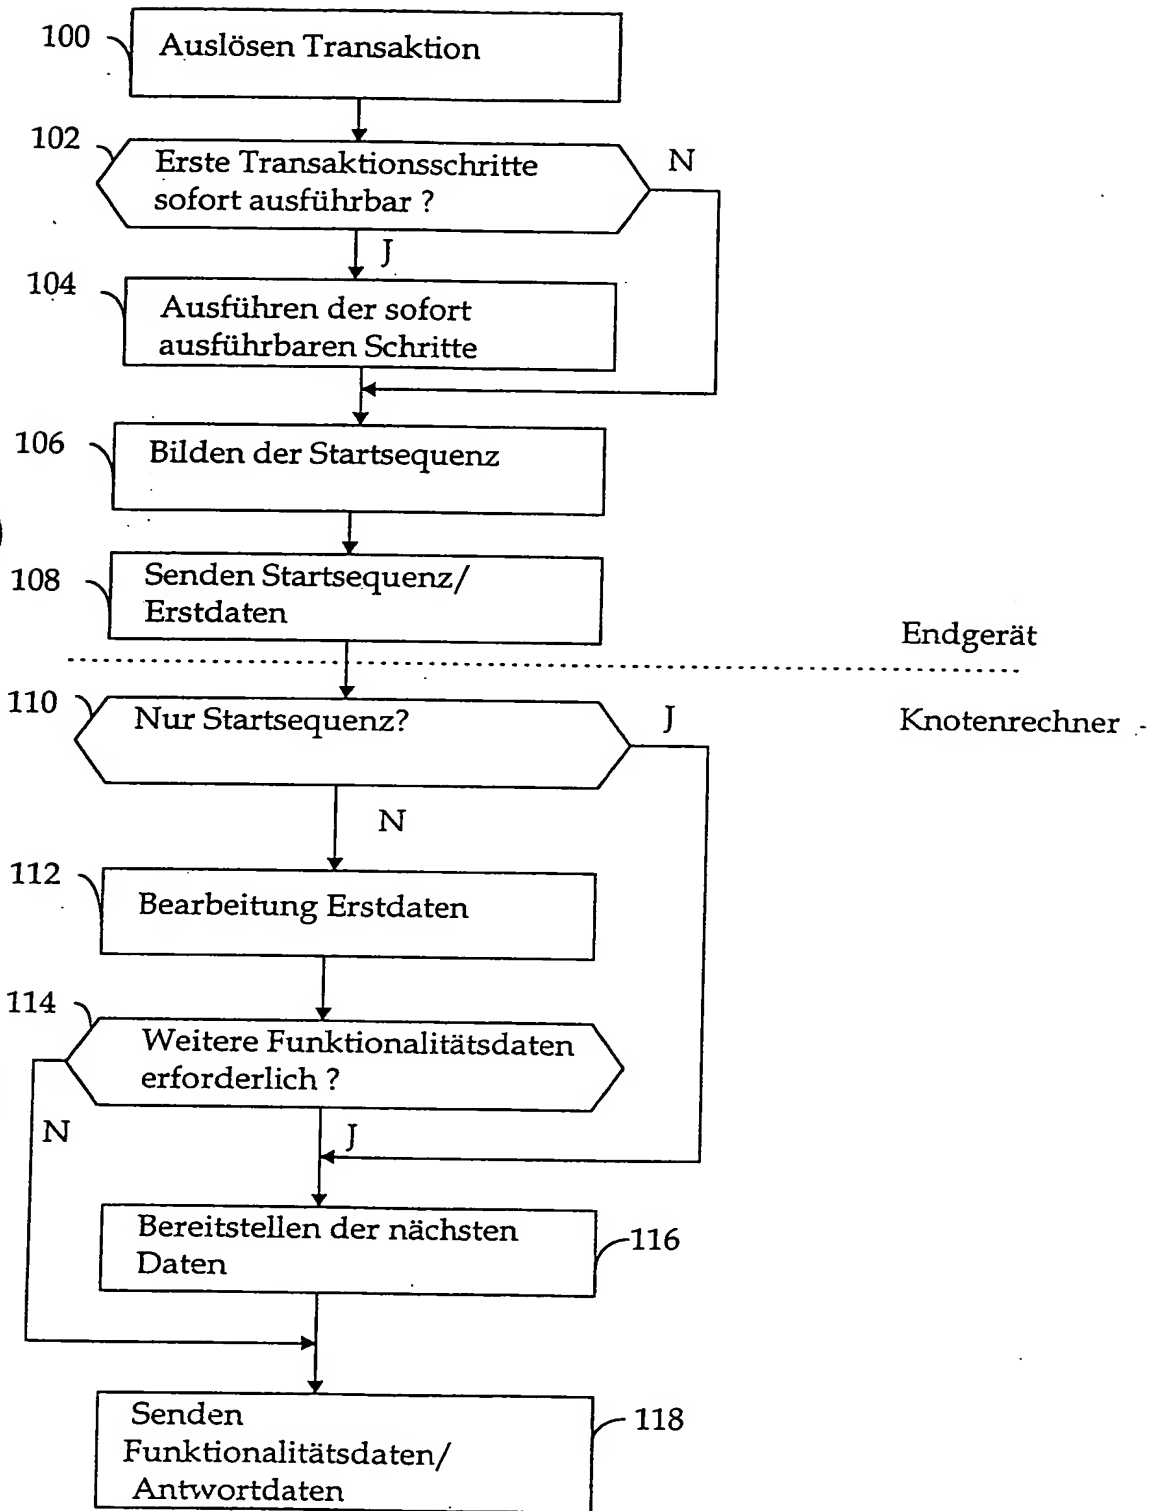 100
Auslösen Transaktion
102
Erste Transaktionsschritte
sofort ausführbar ?
N
J
104
Ausführen der sofort
ausführbaren Schritte
106
Bilden der Startsequenz
108
Senden Startsequenz/
Erstdaten
Endgerät
110
Nur Startsequenz?
J
Knotenrechner
N
112
Bearbeitung Erstdaten
114
Weitere Funktionalitätsdaten
erforderlich ?
N
J
Bereitstellen der nächsten
Daten
116
Senden
Funktionalitätsdaten/
Antwortdaten
118